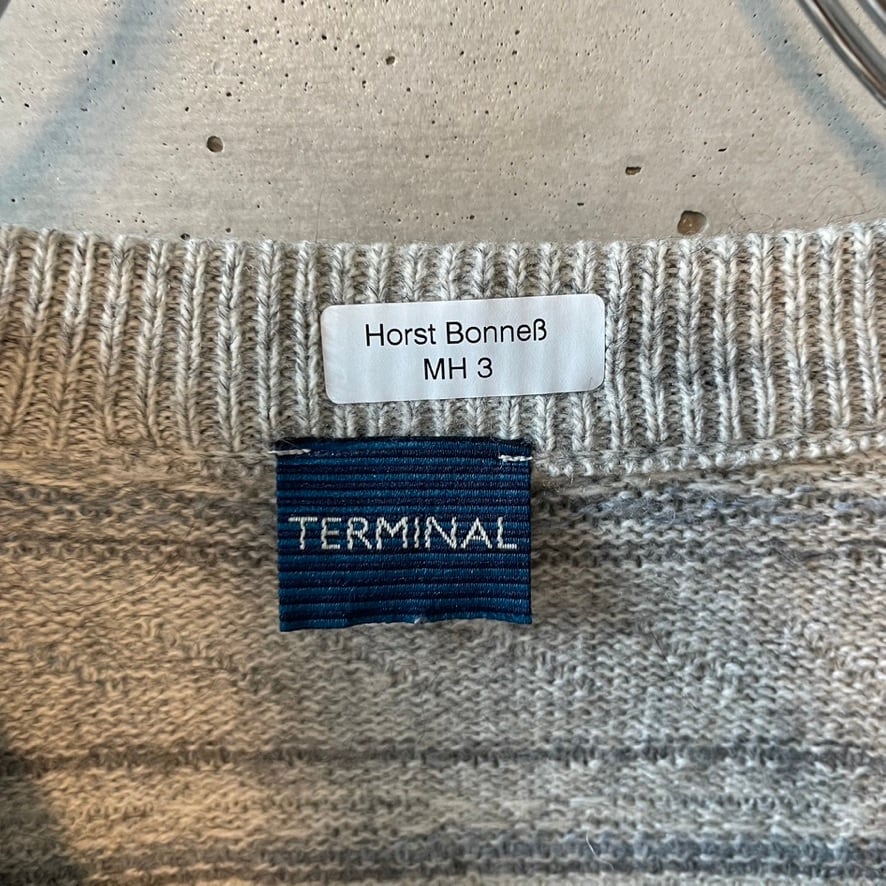 Horst Bonneß
MH 3
TERMINAL